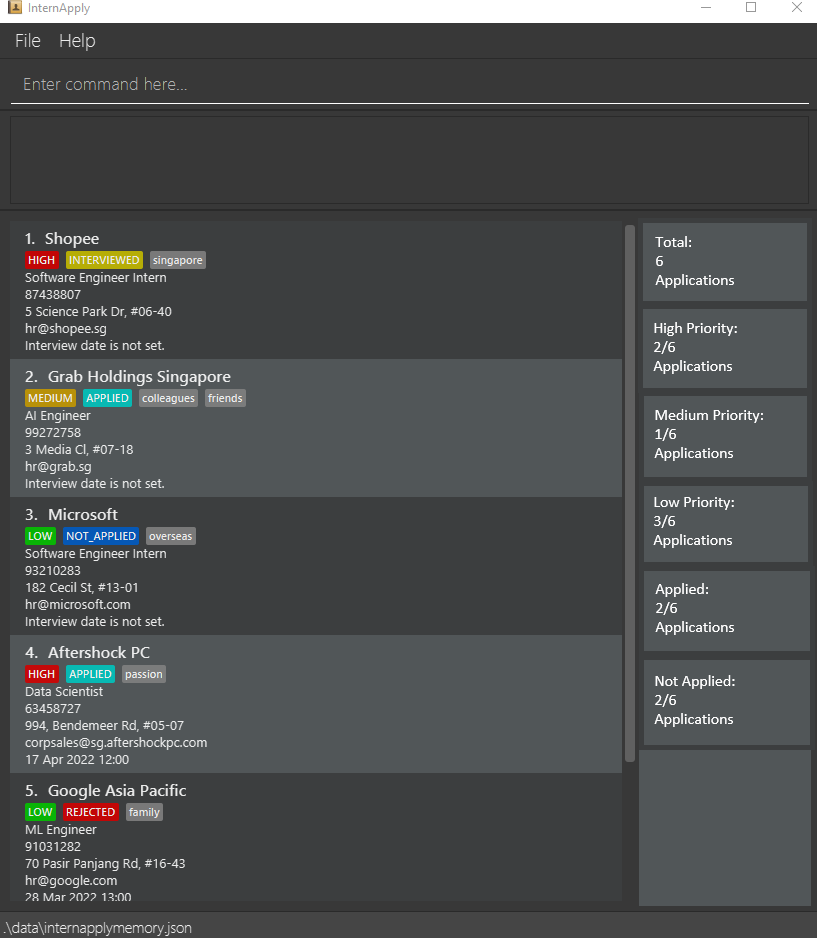 InternApply
File Help
Enter command here...
1. Shopee
HIGH INTERVIEWED singapore
Software Engineer Intern
87438807
5 Science Park Dr, #06-40
hr@shopee.sg
Interview date is not set.
2. Grab Holdings Singapore
MEDIUM APPLIED colleagues friends
AI Engineer
99272758
3 Media Cl, #07-18
hr@grab.sg
Interview date is not set.
3. Microsoft
LOW NOT_APPLIED overseas
Software Engineer Intern
93210283
182 Cecil St, #13-01
hr@microsoft.com
Interview date is not set.
4. Aftershock PC
HIGH APPLIED passion
Data Scientist
63458727
994, Bendemeer Rd, #05-07
corpsales@sg.aftershockpc.com
17 Apr 2022 12:00
5. Google Asia Pacific
LOW REJECTED family
ML Engineer
91031282
70 Pasir Panjang Rd, #16-43
hr@google.com
28 Mar 2022 13:00
Total:
6
Applications
High Priority:
2/6
Applications
Medium Priority:
1/6
Applications
Low Priority:
3/6
Applications
Applied:
2/6
Applications
Not Applied:
2/6
Applications
.\data\internapplymemory.json